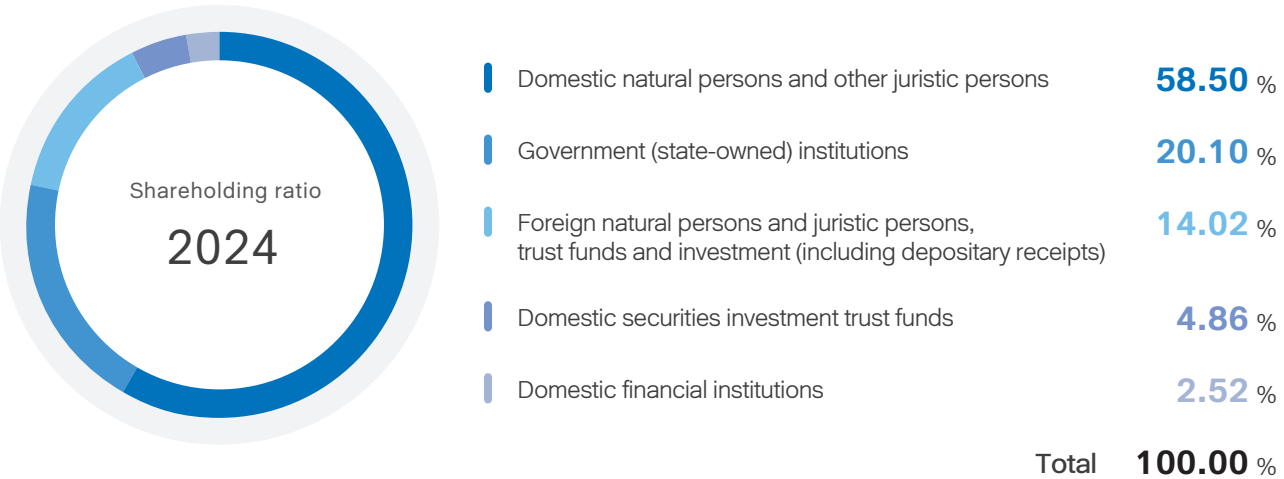 Shareholding ratio
2024
Domestic natural persons and other juristic persons 58.50 %
Government (state-owned) institutions 20.10 %
Foreign natural persons and juristic persons,
trust funds and investment (including depositary receipts) 14.02 %
Domestic securities investment trust funds 4.86 %
Domestic financial institutions 2.52 %
Total 100.00 %